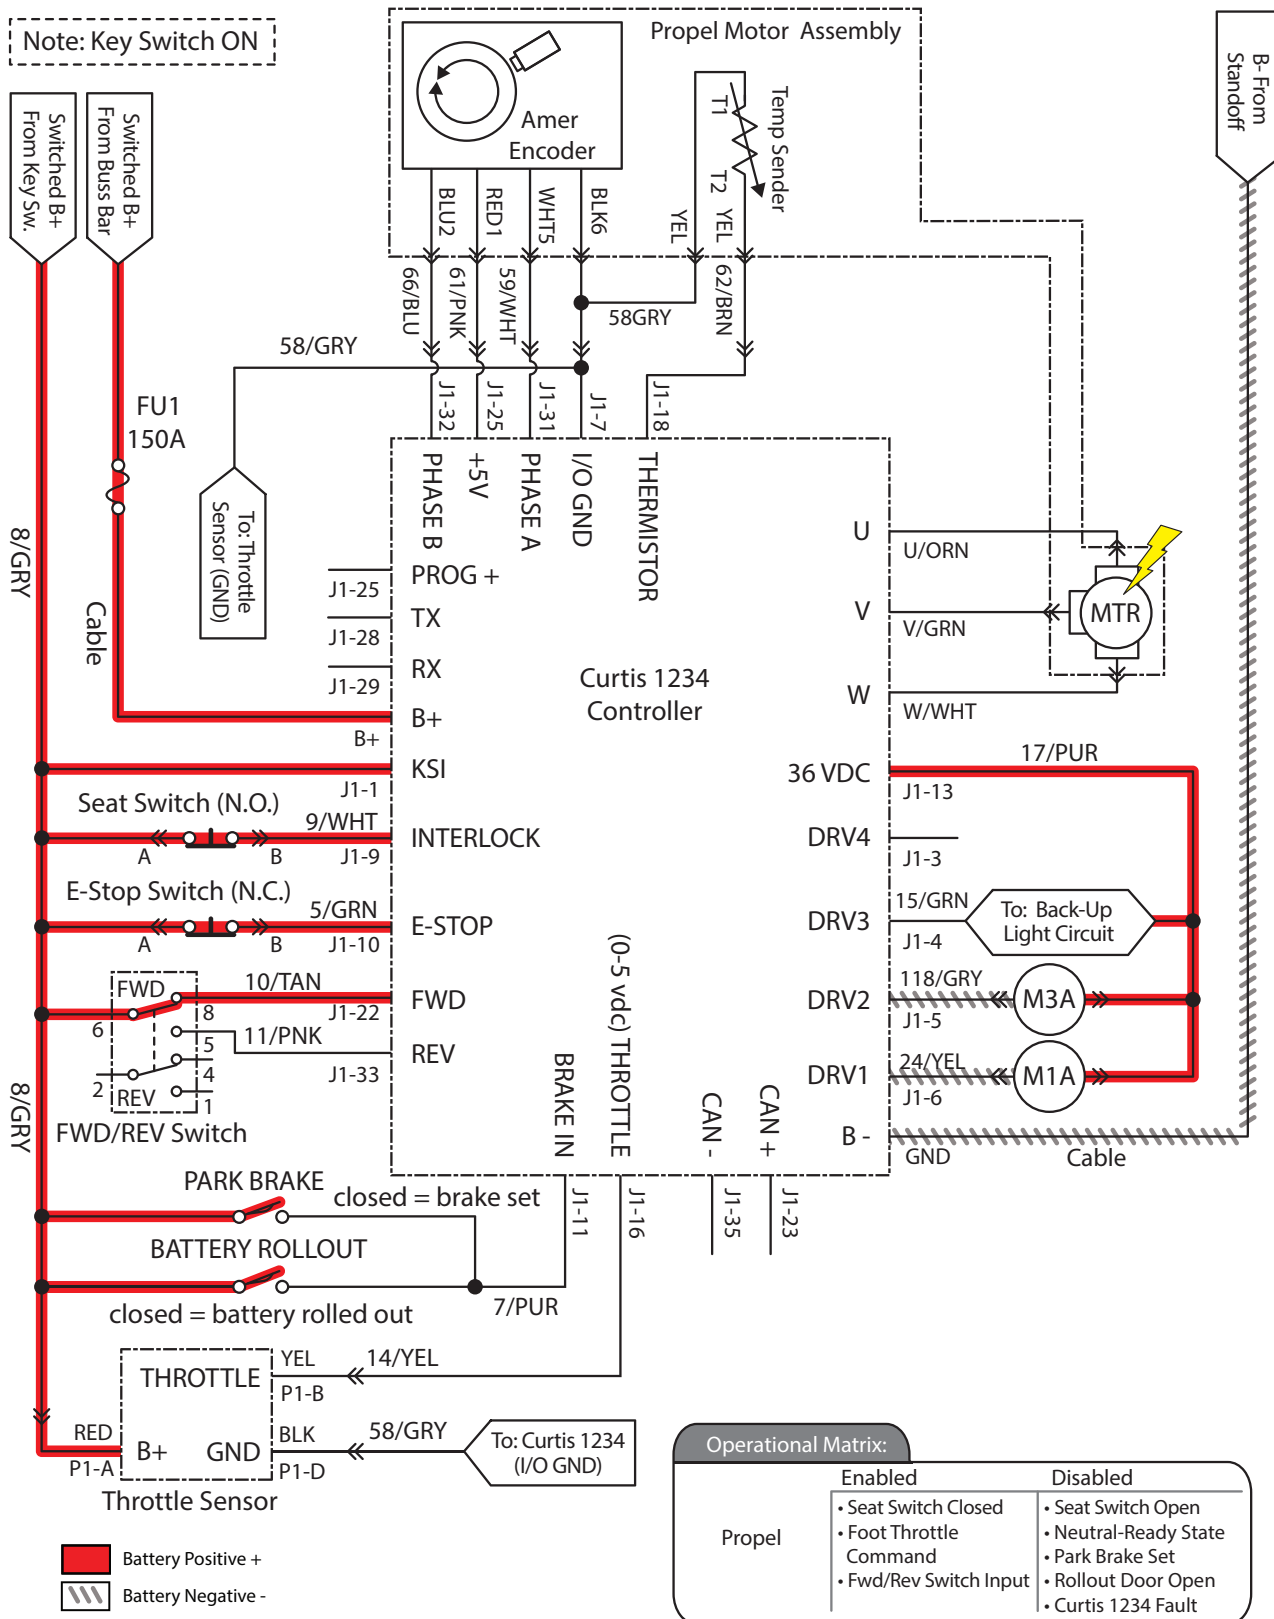 Note: Key Switch ON
Propel Motor Assembly
B- From
Standoff
Switched B+
From Key Sw.
Switched B+
From Buss Bar
Amer
Encoder
T1
T2
Temp Sender
BLU2
RED1
WHT5
BLK6
YEL
YEL
66/BLU
61/PNK
59/WHT
58GRY
62/BRN
58/GRY
J1-32
J1-25
J1-31
J1-7
J1-18
FU1
150A
PHASE B
+5V
PHASE A
I/O GND
THERMISTOR
To: Throttle
Sensor (GND)
8/GRY
Cable
U
U/ORN
PROG +
J1-25
TX
J1-28
V
V/GRN
MTR
RX
J1-29
Curtis 1234
Controller
W
W/WHT
B+
B+
17/PUR
KSI
J1-1
36 VDC
J1-13
Seat Switch (N.O.)
9/WHT
INTERLOCK
A
B
J1-9
DRV4
J1-3
E-Stop Switch (N.C.)
5/GRN
E-STOP
A
B
J1-10
15/GRN
DRV3
J1-4
To: Back-Up
Light Circuit
(0-5 vdc) THROTTLE
FWD
10/TAN
FWD
6
8
J1-22
118/GRY
DRV2
J1-5
M3A
11/PNK
REV
5
J1-33
2
4
REV
1
24/YEL
DRV1
J1-6
M1A
8/GRY
FWD/REV Switch
BRAKE IN
CAN -
CAN +
B -
GND
Cable
PARK BRAKE
closed = brake set
J1-11
J1-16
J1-35
J1-23
BATTERY ROLLOUT
closed = battery rolled out
7/PUR
THROTTLE
YEL
14/YEL
P1-B
RED
P1-A
B+
GND
BLK
58/GRY
P1-D
To: Curtis 1234
(I/O GND)
Throttle Sensor
Operational Matrix:
Enabled
Disabled
Propel
• Seat Switch Closed
• Foot Throttle
Command
• Fwd/Rev Switch Input
• Seat Switch Open
• Neutral-Ready State
• Park Brake Set
• Rollout Door Open
• Curtis 1234 Fault
Battery Positive +
Battery Negative -